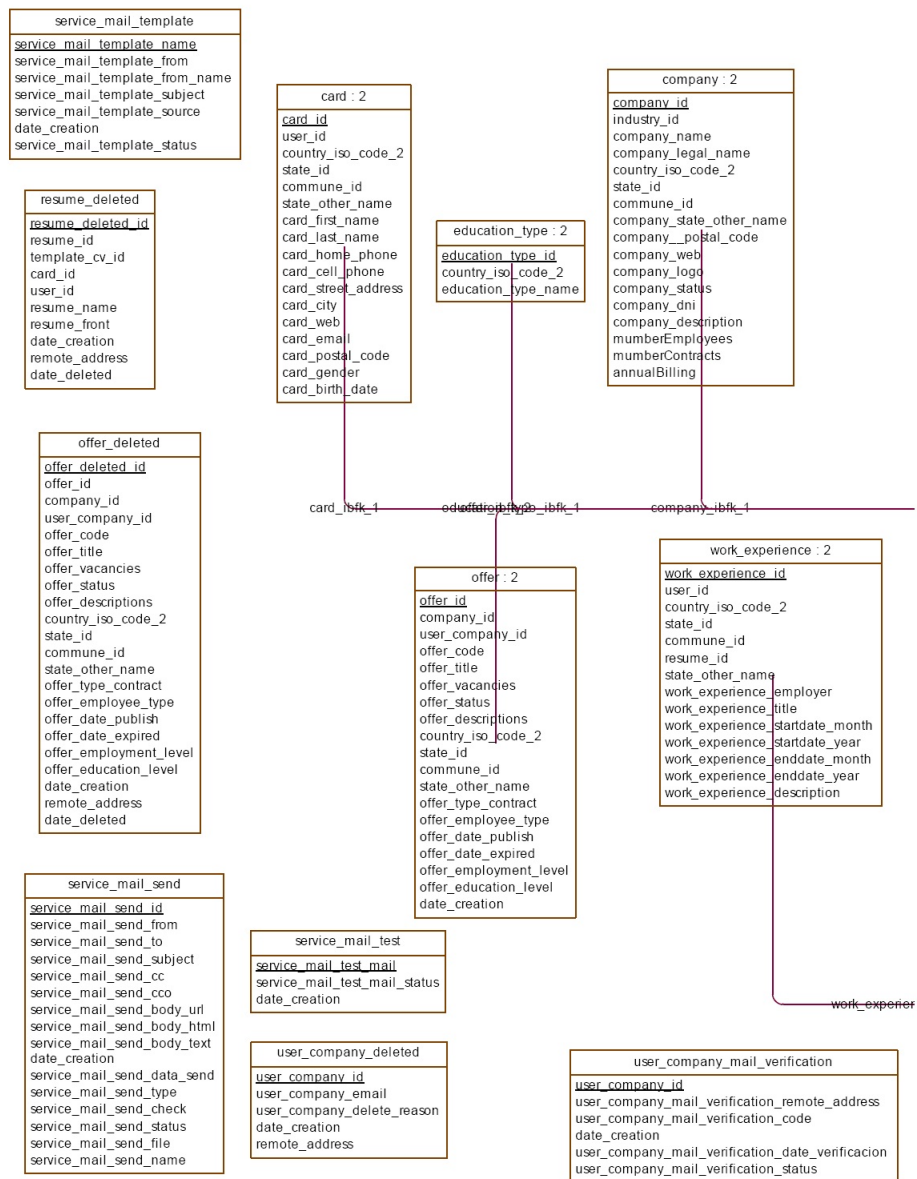 service_mail_template
service_mail_template_name
service_mail_template_from
service_mail_template_from_name
service_mail_template_subject
service_mail_template_source
date_creation
service_mail_template_status
card : 2
card_id
user_id
country_iso_code_2
state_id
commune_id
state_other_name
card_first_name
card_last_name
card_home_phone
card_cell_phone
card_street_address
card_city
card_web
card_email
card_postal_code
card_gender
card_birth_date
company : 2
company_id
industry_id
company_name
company_legal_name
country_iso_code_2
state_id
commune_id
company_state_other_name
company__postal_code
company_web
company_logo
company_status
company_dni
company_description
mumberEmployees
mumberContracts
annualBilling
resume_deleted
resume_deleted_id
resume_id
template_cv_id
card_id
user_id
resume_name
resume_front
date_creation
remote_address
date_deleted
education_type : 2
education_type_id
country_iso_code_2
education_type_name
offer_deleted
offer_deleted_id
offer_id
company_id
user_company_id
offer_code
offer_title
offer_vacancies
offer_status
offer_descriptions
country_iso_code_2
state_id
commune_id
state_other_name
offer_type_contract
offer_employee_type
offer_date_publish
offer_date_expired
offer_employment_level
offer_education_level
date_creation
remote_address
date_deleted
card_ibfk_1
education_type_ibfk_1
offer_ibfk_2
company_ibfk_1
offer : 2
offer_id
company_id
user_company_id
offer_code
offer_title
offer_vacancies
offer_status
offer_descriptions
country_iso_code_2
state_id
commune_id
state_other_name
offer_type_contract
offer_employee_type
offer_date_publish
offer_date_expired
offer_employment_level
offer_education_level
date_creation
work_experience : 2
work_experience_id
user_id
country_iso_code_2
state_id
commune_id
resume_id
state_other_name
work_experience_employer
work_experience_title
work_experience_startdate_month
work_experience_startdate_year
work_experience_enddate_month
work_experience_enddate_year
work_experience_description
work_experier
service_mail_send
service_mail_send_id
service_mail_send_from
service_mail_send_to
service_mail_send_subject
service_mail_send_cc
service_mail_send_cco
service_mail_send_body_url
service_mail_send_body_html
service_mail_send_body_text
date_creation
service_mail_send_data_send
service_mail_send_type
service_mail_send_check
service_mail_send_status
service_mail_send_file
service_mail_send_name
service_mail_test
service_mail_test_mail
service_mail_test_mail_status
date_creation
user_company_deleted
user_company_id
user_company_email
user_company_delete_reason
date_creation
remote_address
user_company_mail_verification
user_company_id
user_company_mail_verification_remote_address
user_company_mail_verification_code
date_creation
user_company_mail_verification_date_verificacion
user_company_mail_verification_status